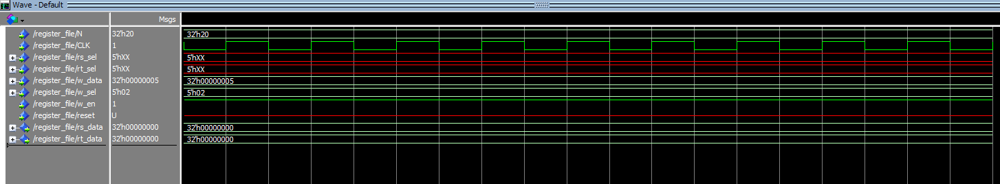 Wave - Default
Msgs
/register_file/N 32'h20 32'h20
/register_file/CLK 1
/register_file/rs_sel 5'hXX 5'hXX
/register_file/rt_sel 5'hXX 5'hXX
/register_file/w_data 32'h00000005 32'h00000005
/register_file/w_sel 5'h02 5'h02
/register_file/w_en 1
/register_file/reset U
/register_file/rs_data 32'h00000000 32'h00000000
/register_file/rt_data 32'h00000000 32'h00000000